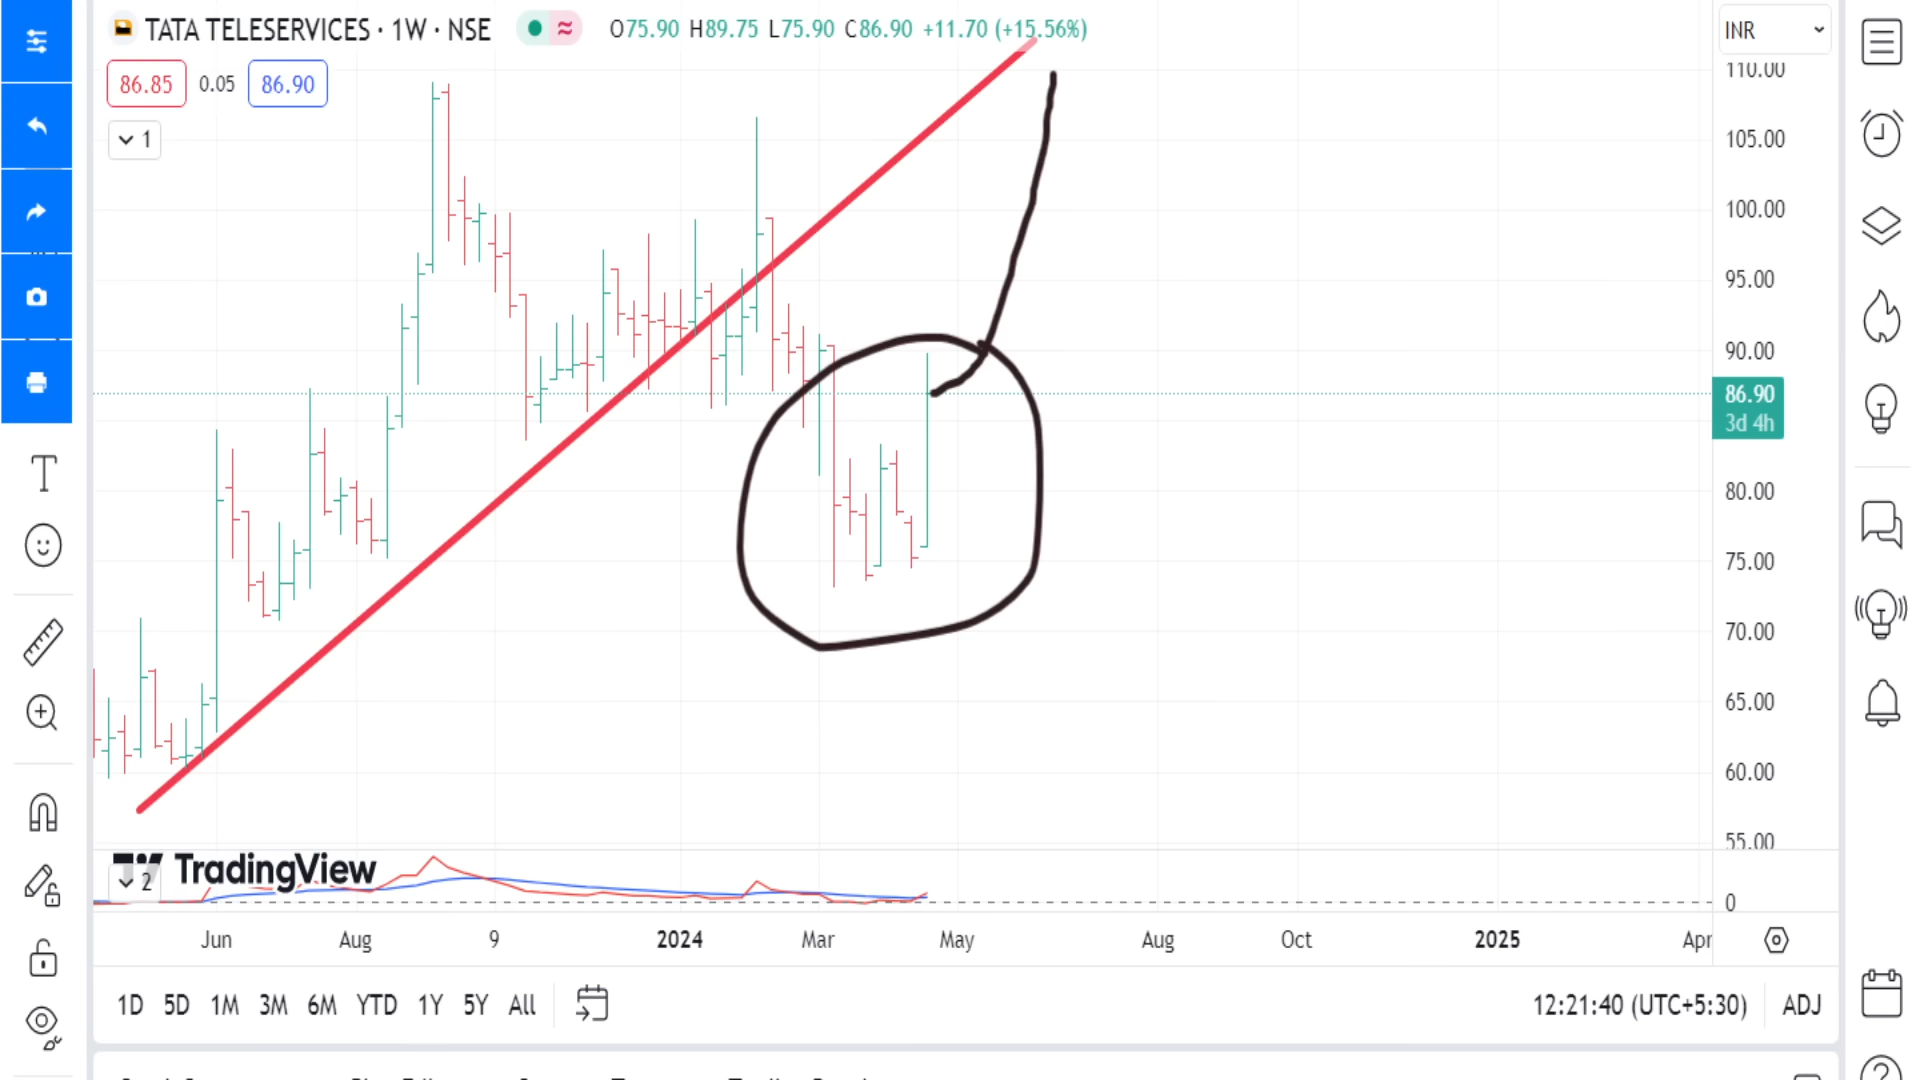 TATA TELESERVICES · 1W · NSE O75.90 H89.75 L75.90 C86.90 +11.70 (+15.56%) INR
86.85 0.05 86.90
1
110.00
105.00
100.00
95.00
90.00
86.90
3d 4h
80.00
75.00
70.00
65.00
60.00
55.00
TradingView
2
0
Jun Aug 9 2024 Mar May Aug Oct 2025 Apr
1D 5D 1M 3M 6M YTD 1Y 5Y All 12:21:40 (UTC+5:30) ADJ